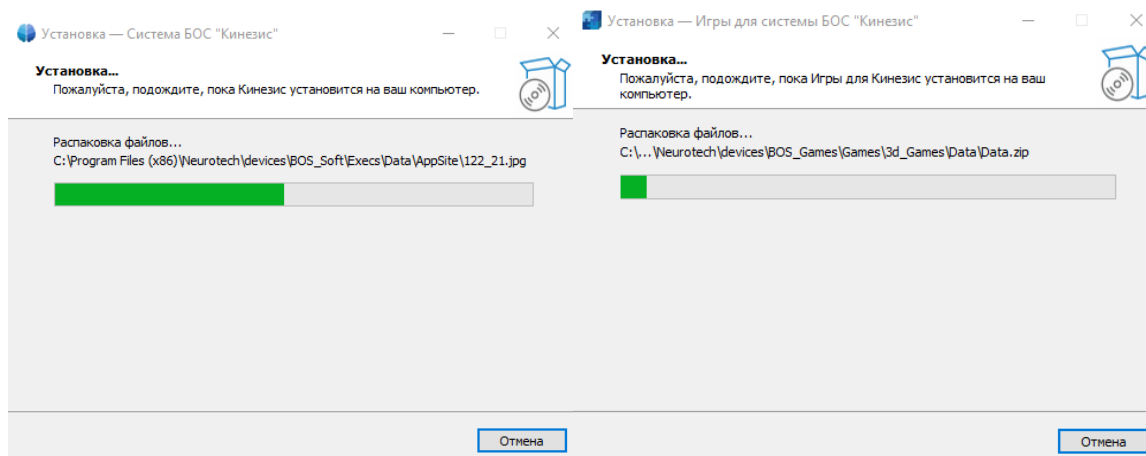 Установка — Система БОС "Кинезис"
Установка...
Пожалуйста, подождите, пока Кинезис установится на ваш компьютер.
Распаковка файлов...
C:\Program Files (x86)\Neurotech\devices\BOS_Soft\Execs\Data\AppSite\122_21.jpg
Отмена
Установка — Игры для системы БОС "Кинезис"
Установка...
Пожалуйста, подождите, пока Игры для Кинезис установится на ваш
компьютер.
Распаковка файлов...
C:\...\Neurotech\devices\BOS_Games\Games\3d_Games\Data\Data.zip
Отмена